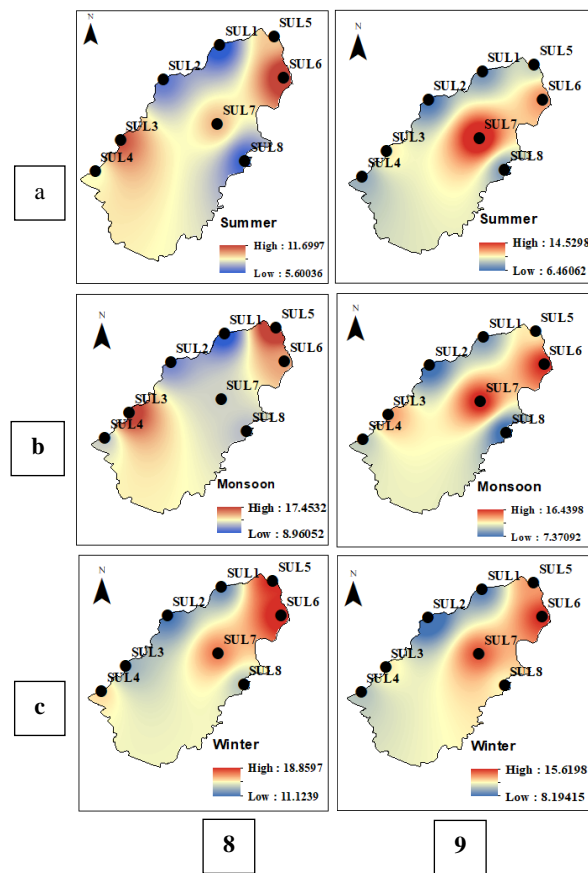 N
SUL1
SUL2
SUL3
SUL4
SUL5
SUL6
SUL7
SUL8
Summer
High : 11.6997
Low : 5.60036
N
SUL1
SUL2
SUL3
SUL4
SUL5
SUL6
SUL7
SUL8
Summer
High : 14.5298
Low : 6.46062
a
N
SUL1
SUL2
SUL3
SUL4
SUL5
SUL6
SUL7
SUL8
Monsoon
High : 17.4532
Low : 8.96052
N
SUL1
SUL2
SUL3
SUL4
SUL5
SUL6
SUL7
SUL8
Monsoon
High : 16.4398
Low : 7.37092
b
N
SUL1
SUL2
SUL3
SUL4
SUL5
SUL6
SUL7
SUL8
Winter
High : 18.8597
Low : 11.1239
N
SUL1
SUL2
SUL3
SUL4
SUL5
SUL6
SUL7
SUL8
Winter
High : 15.6198
Low : 8.19415
c
8
9